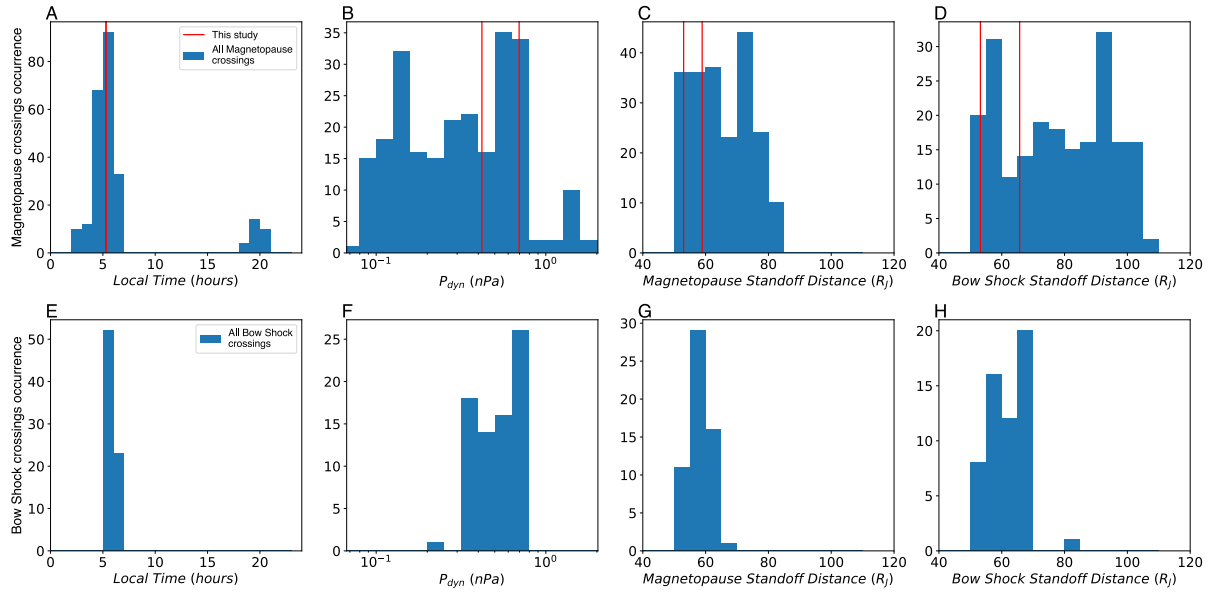 A
B
C
D
This study
All Magnetopause
crossings
Magnetopause crossings occurrence
80
60
40
20
0
0 5 10 15 20
Local Time (hours)
35
30
25
20
15
10
5
0
10⁻¹ 10⁰
P_dyn (nPa)
40
30
20
10
0
40 60 80 100 120
Magnetopause Standoff Distance (R_J)
30
25
20
15
10
5
0
40 60 80 100 120
Bow Shock Standoff Distance (R_J)
E
F
G
H
All Bow Shock
crossings
Bow Shock crossings occurrence
50
40
30
20
10
0
0 5 10 15 20
Local Time (hours)
25
20
15
10
5
0
10⁻¹ 10⁰
P_dyn (nPa)
30
25
20
15
10
5
0
40 60 80 100 120
Magnetopause Standoff Distance (R_J)
20
15
10
5
0
40 60 80 100 120
Bow Shock Standoff Distance (R_J)